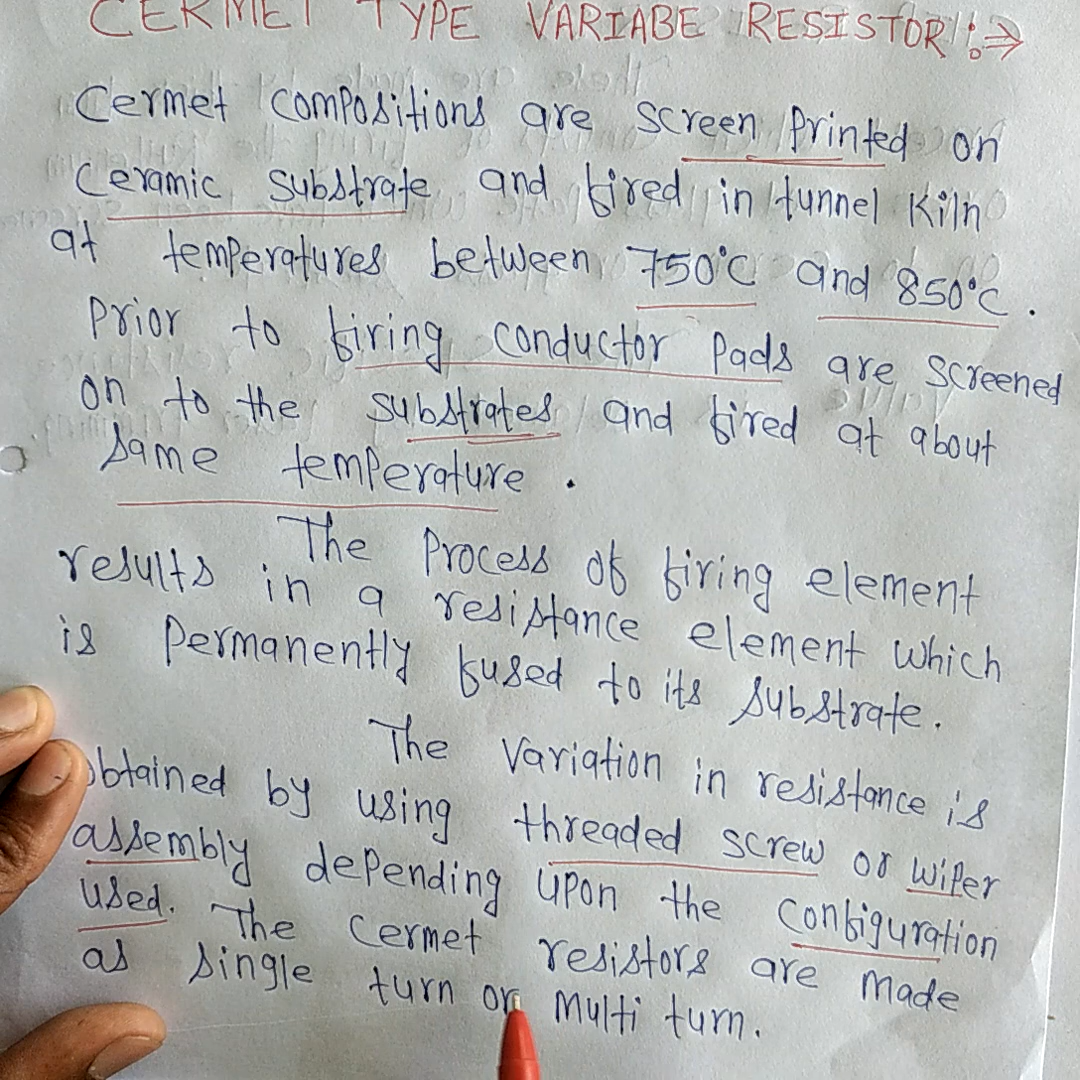 CERMET TYPE VARIABE RESISTOR :⇒
Cermet compositions are screen printed on
ceramic substrate and fired in tunnel kiln
at temperatures between 750°C and 850°C.
Prior to firing conductor pads are screened
on to the substrates and fired at about
same temperature.
The process of firing element
results in a resistance element which
is permanently fused to its substrate.
The variation in resistance is
obtained by using threaded screw or wiper
assembly depending upon the configuration
used. The cermet resistors are made
as single turn or multi turn.